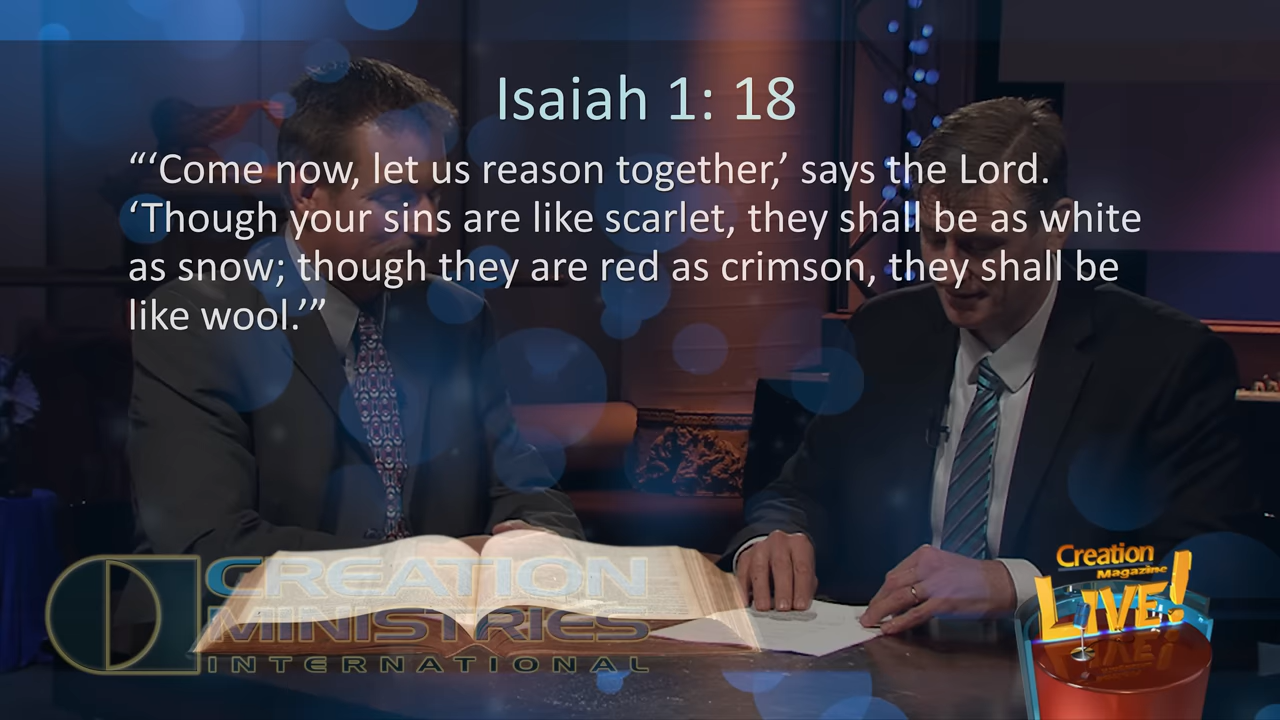 Isaiah 1: 18
“‘Come now, let us reason together,’ says the Lord.
‘Though your sins are like scarlet, they shall be as white
as snow; though they are red as crimson, they shall be
like wool.’”
CREATION
MINISTRIES
INTERNATIONAL
Creation
Magazine
LIVE!